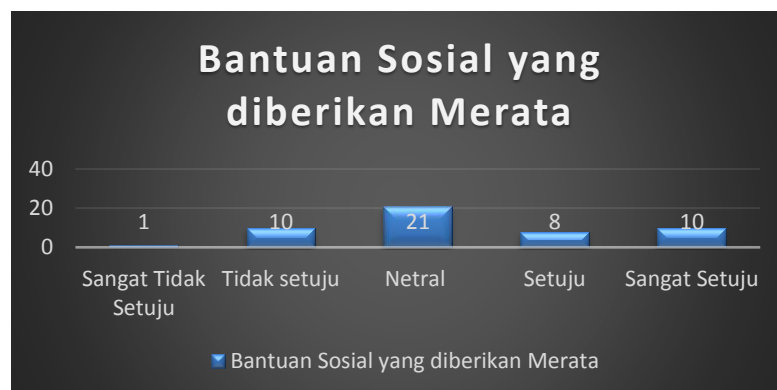 Bantuan Sosial yang
diberikan Merata
40
20
0
1
10
21
8
10
Sangat Tidak
Setuju
Tidak setuju
Netral
Setuju
Sangat Setuju
Bantuan Sosial yang diberikan Merata